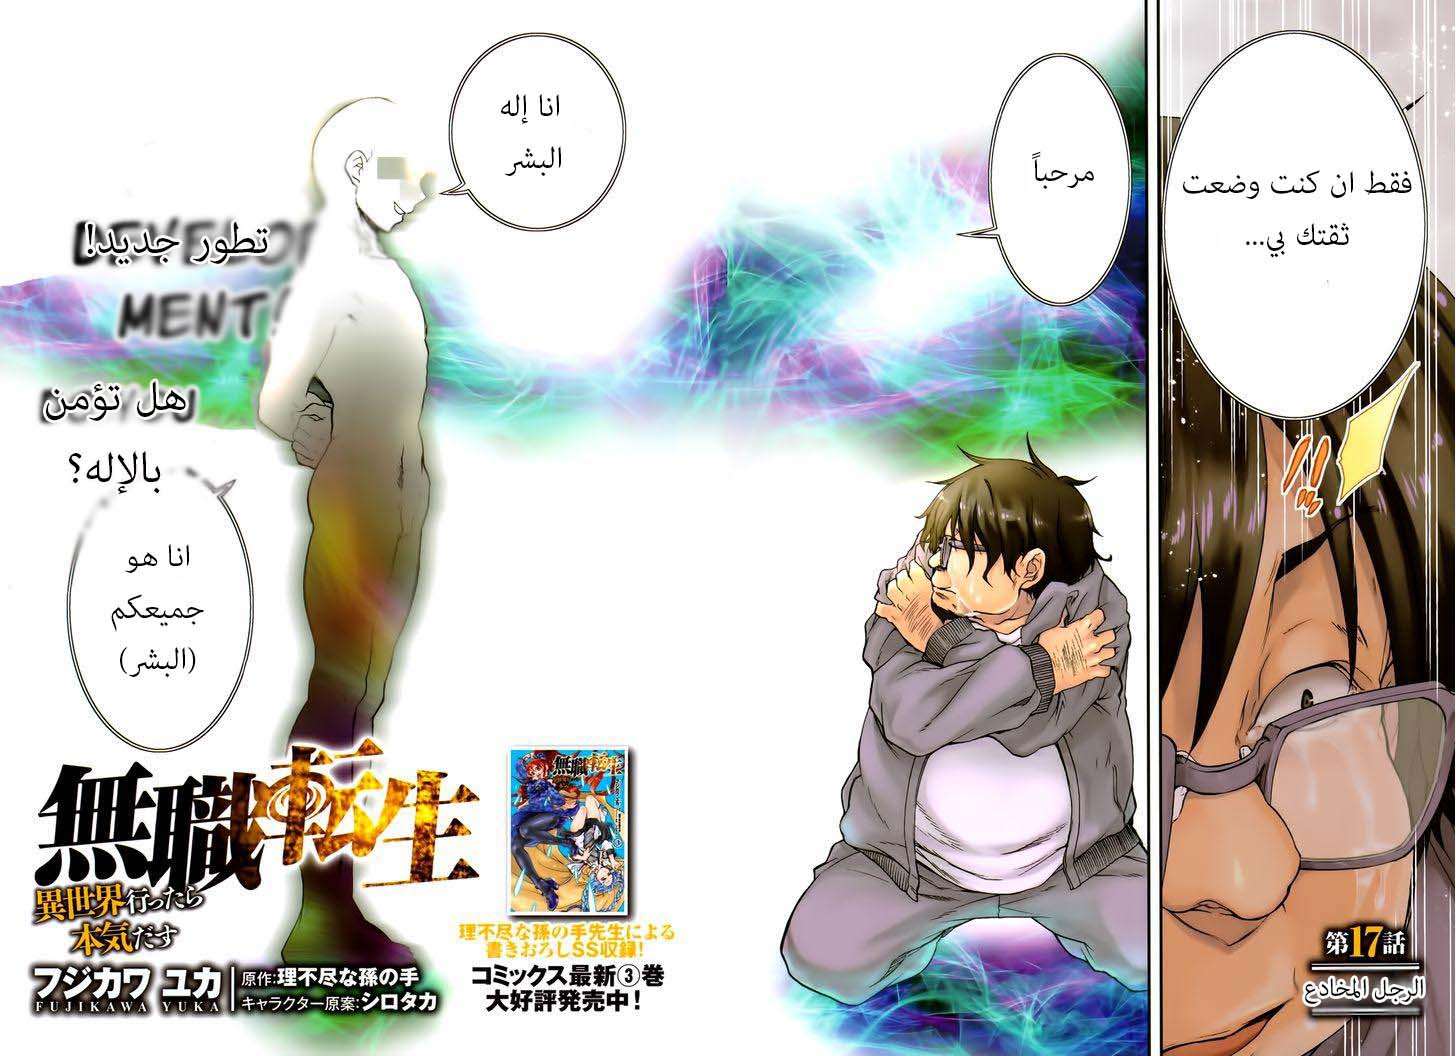 فقط ان كنت وضعت
ثقتك بي...
!!
第17話
الرجل المخادع
مرحباً
انا إله
البشر
تطور جديد!
MENT!
هل تؤمن
بالإله؟
انا هو
جميعكم
(البشر)
無職転生
異世界行ったら
本気だす
フジカワ ユカ
FUJIKAWA YUKA
原作:理不尽な孫の手
キャラクター原案:シロタカ
無職転生
理不尽な孫の手先生による
書きおろしSS収録!
コミックス最新③巻
大好評発売中!